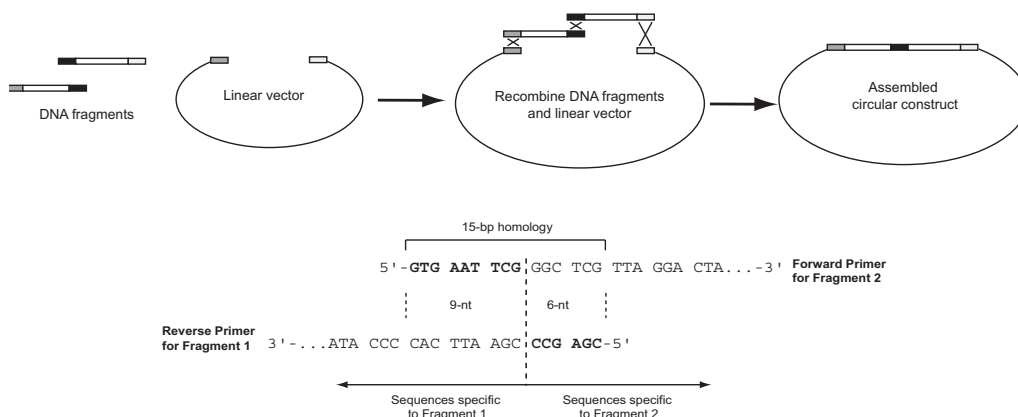 DNA fragments
Linear vector
Recombine DNA fragments
and linear vector
Assembled
circular construct
15-bp homology
5'-GTG AAT TCG GGC TCG TTA GGA CTA...-3'
Forward Primer
for Fragment 2
9-nt
6-nt
Reverse Primer
for Fragment 1
3'-...ATA CCC CAC TTA AGC CCG AGC-5'
Sequences specific
to Fragment 1
Sequences specific
to Fragment 2